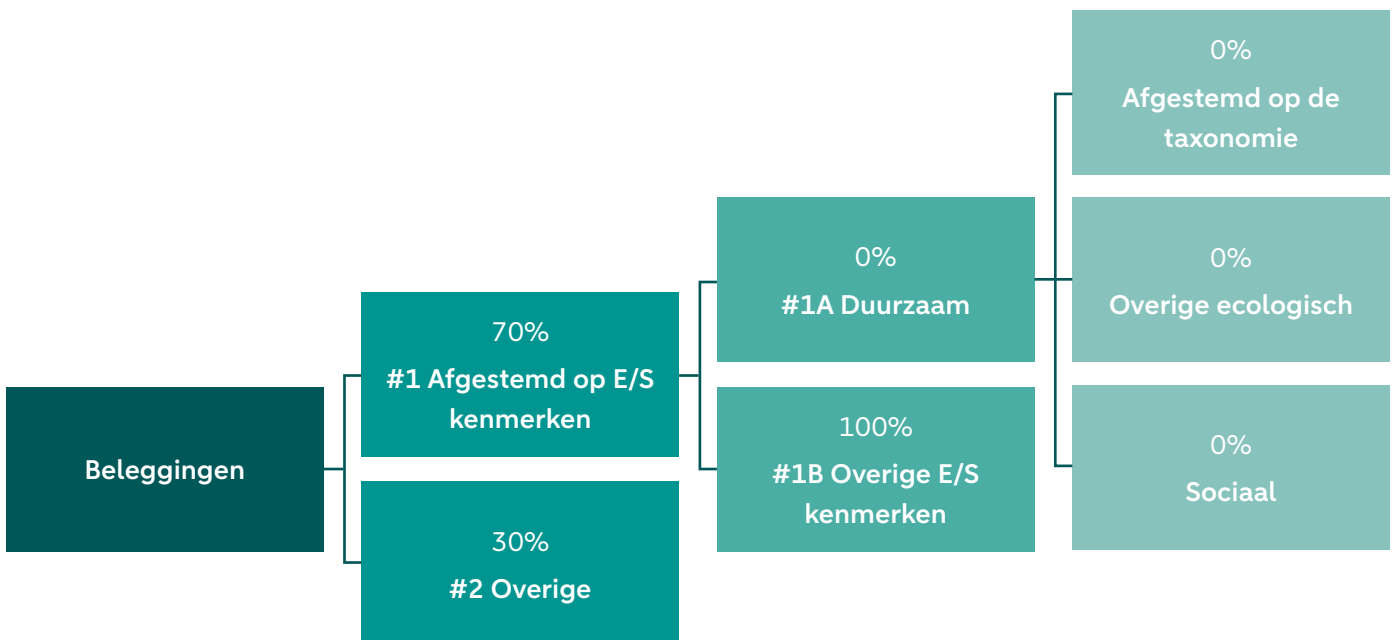 Beleggingen
70%
#1 Afgestemd op E/S
kenmerken
30%
#2 Overige
0%
#1A Duurzaam
100%
#1B Overige E/S
kenmerken
0%
Afgestemd op de
taxonomie
0%
Overige ecologisch
0%
Sociaal